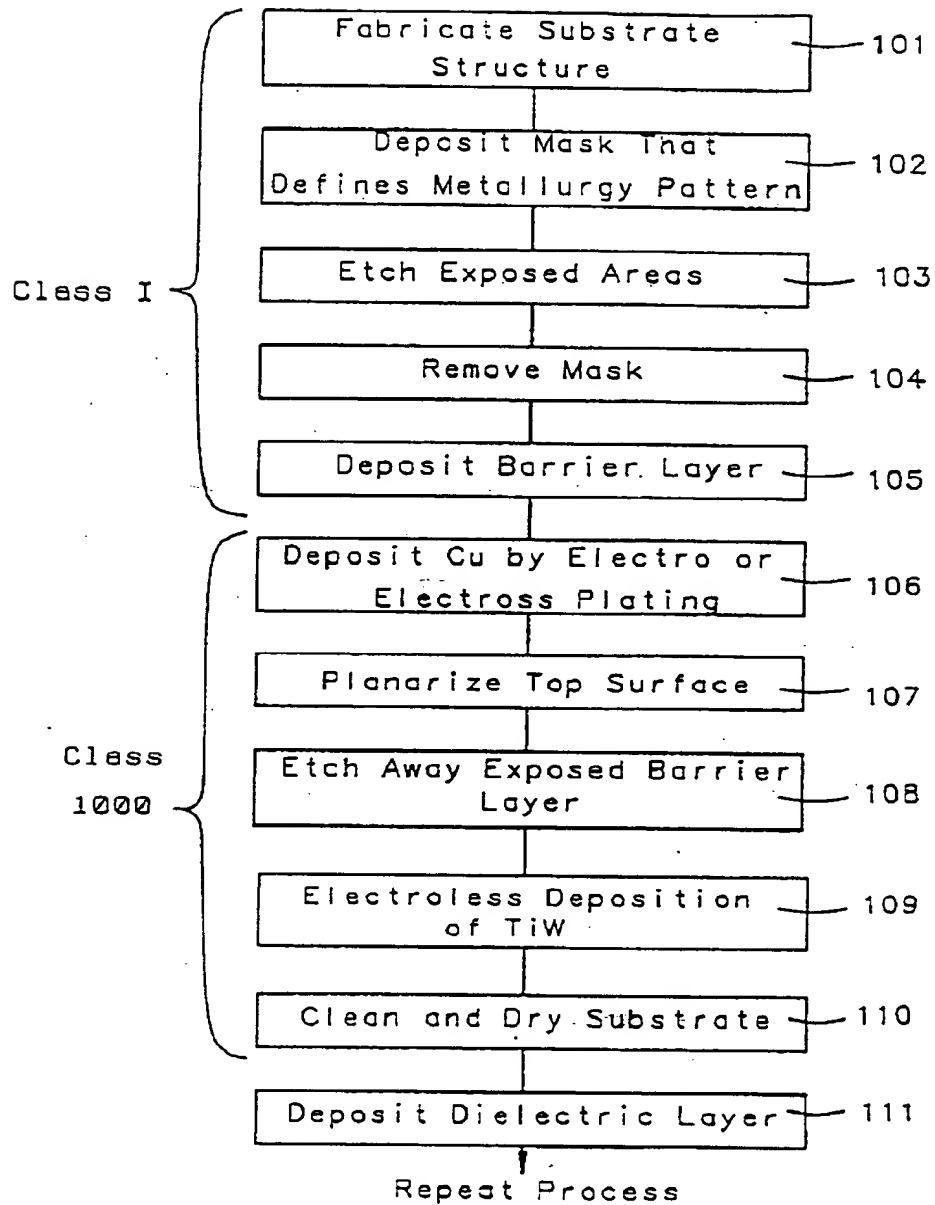 Fabricate Substrate
Structure
101
Deposit Mask That
Defines Metallurgy Pattern
102
Etch Exposed Areas
103
Class I
Remove Mask
104
Deposit Barrier Layer
105
Deposit Cu by Electro or
Electross Plating
106
Planarize Top Surface
107
Class
1000
Etch Away Exposed Barrier
Layer
108
Electroless Deposition
of TiW
109
Clean and Dry Substrate
110
Deposit Dielectric Layer
111
Repeat Process